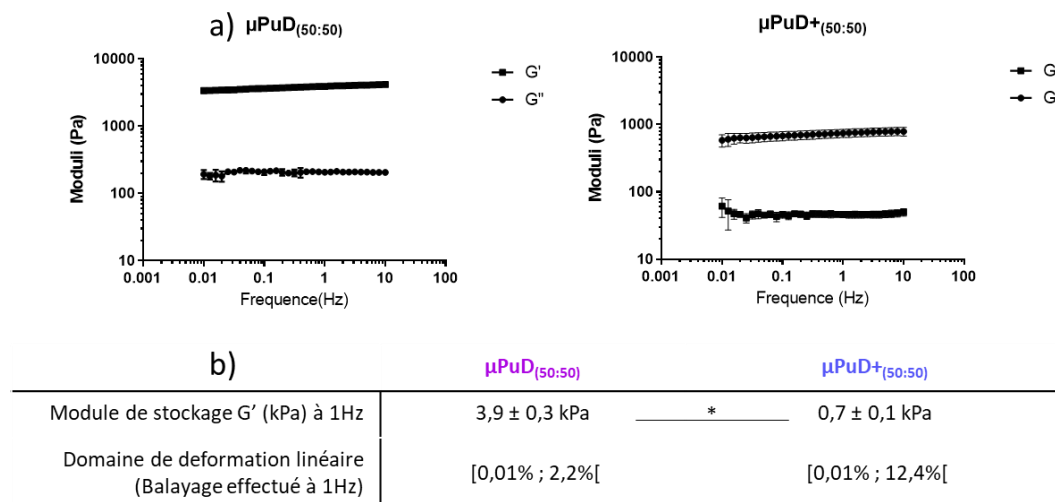 a) µPuD(50:50)
µPuD+(50:50)
10000
1000
100
10
0.001 0.01 0.1 1 10 100
Moduli (Pa)
Frequence(Hz)
G'
G"
10000
1000
100
10
0.001 0.01 0.1 1 10 100
Moduli (Pa)
Frequence (Hz)
G
G
b) µPuD(50:50) µPuD+(50:50)
Module de stockage G’ (kPa) à 1Hz 3,9 ± 0,3 kPa * 0,7 ± 0,1 kPa
Domaine de deformation linéaire
(Balayage effectué à 1Hz) [0,01% ; 2,2%[ [0,01% ; 12,4%[